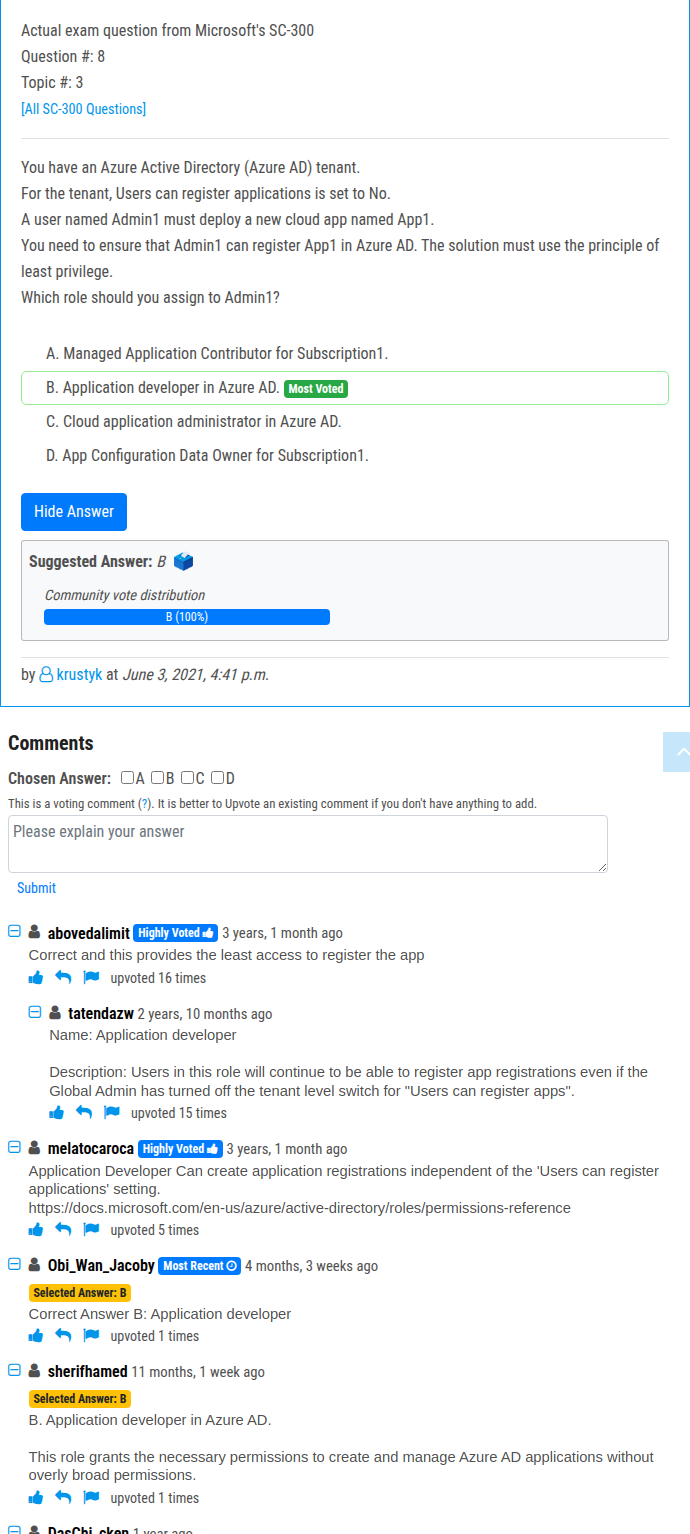 Actual exam question from Microsoft's SC-300
Question #: 8
Topic #: 3
[All SC-300 Questions]
You have an Azure Active Directory (Azure AD) tenant.
For the tenant, Users can register applications is set to No.
A user named Admin1 must deploy a new cloud app named App1.
You need to ensure that Admin1 can register App1 in Azure AD. The solution must use the principle of
least privilege.
Which role should you assign to Admin1?
A. Managed Application Contributor for Subscription1.
B. Application developer in Azure AD. Most Voted
C. Cloud application administrator in Azure AD.
D. App Configuration Data Owner for Subscription1.
Hide Answer
Suggested Answer: B
Community vote distribution
B (100%)
by krustyk at June 3, 2021, 4:41 p.m.
Comments
Chosen Answer: A B C D
This is a voting comment (?). It is better to Upvote an existing comment if you don't have anything to add.
Please explain your answer
Submit
abovedalimit Highly Voted 3 years, 1 month ago
Correct and this provides the least access to register the app
upvoted 16 times
tatendazw 2 years, 10 months ago
Name: Application developer
Description: Users in this role will continue to be able to register app registrations even if the
Global Admin has turned off the tenant level switch for "Users can register apps".
upvoted 15 times
melatocaroca Highly Voted 3 years, 1 month ago
Application Developer Can create application registrations independent of the 'Users can register
applications' setting.
https://docs.microsoft.com/en-us/azure/active-directory/roles/permissions-reference
upvoted 5 times
Obi_Wan_Jacoby Most Recent 4 months, 3 weeks ago
Selected Answer: B
Correct Answer B: Application developer
upvoted 1 times
sherifhamed 11 months, 1 week ago
Selected Answer: B
B. Application developer in Azure AD.
This role grants the necessary permissions to create and manage Azure AD applications without
overly broad permissions.
upvoted 1 times
DasChi_cken 1 year ago